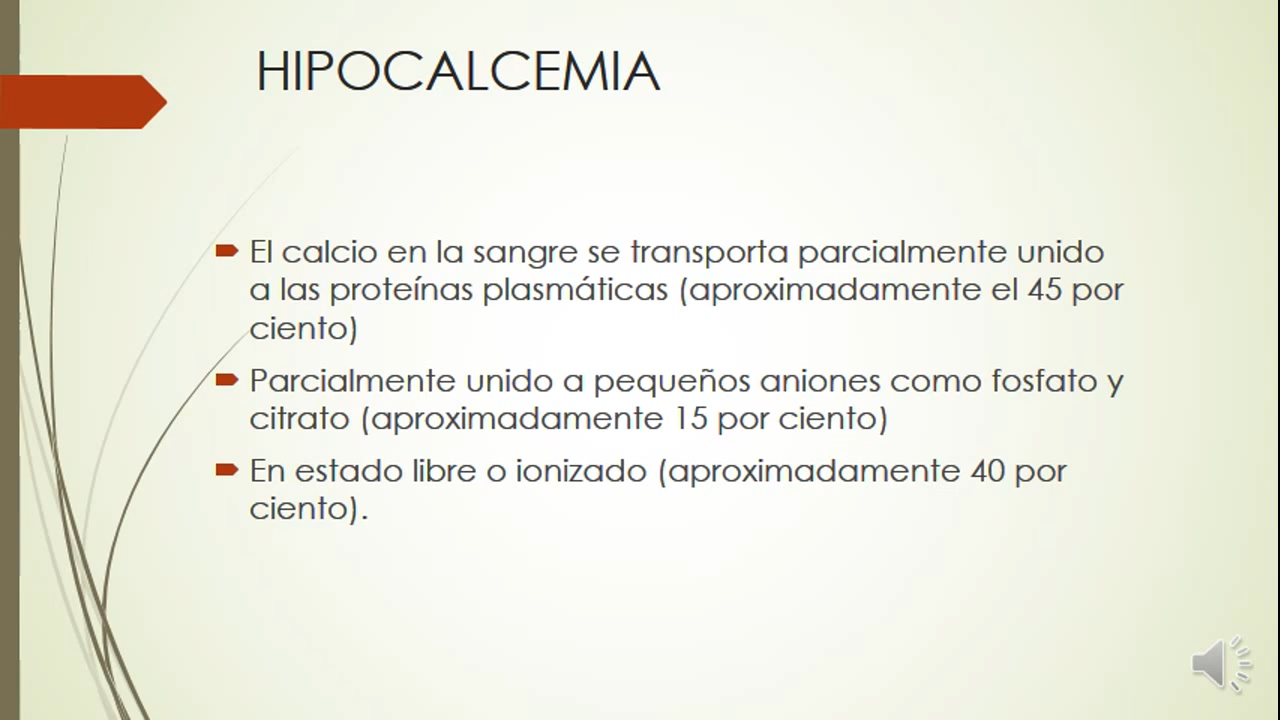 HIPOCALCEMIA
El calcio en la sangre se transporta parcialmente unido
a las proteínas plasmáticas (aproximadamente el 45 por
ciento)
Parcialmente unido a pequeños aniones como fosfato y
citrato (aproximadamente 15 por ciento)
En estado libre o ionizado (aproximadamente 40 por
ciento).